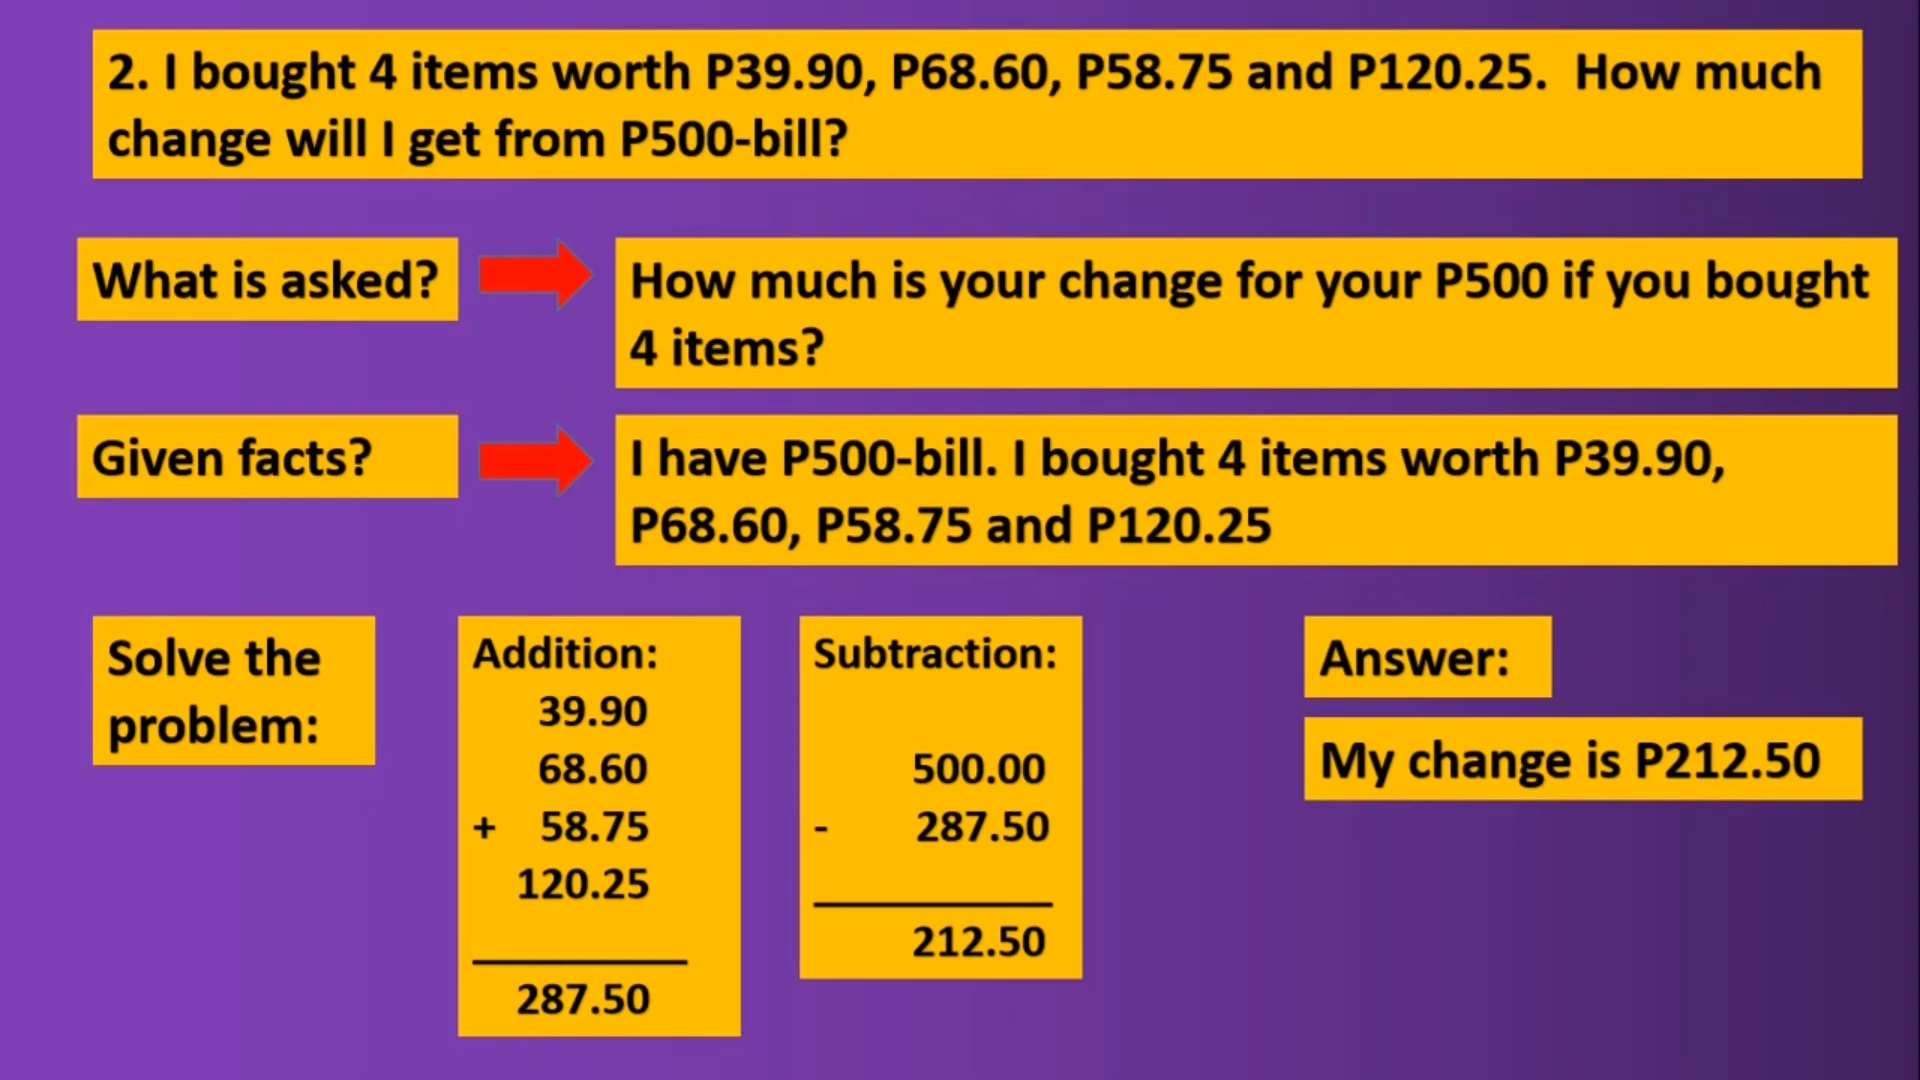 2. I bought 4 items worth P39.90, P68.60, P58.75 and P120.25. How much
change will I get from P500-bill?
What is asked?
How much is your change for your P500 if you bought
4 items?
Given facts?
I have P500-bill. I bought 4 items worth P39.90,
P68.60, P58.75 and P120.25
Solve the
problem:
Addition:
39.90
68.60
+ 58.75
120.25
287.50
Subtraction:
500.00
- 287.50
212.50
Answer:
My change is P212.50